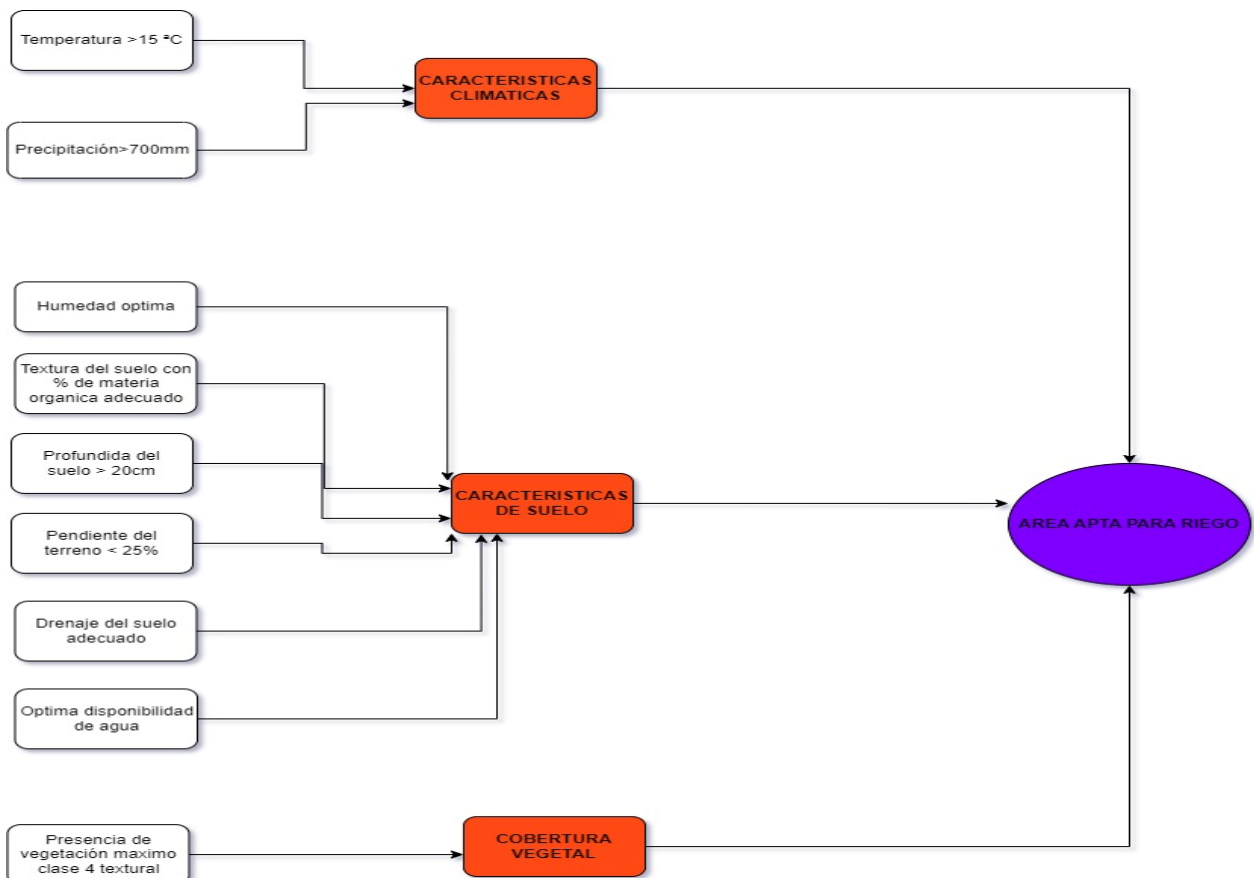 Temperatura >15 ºC
Precipitación>700mm
CARACTERISTICAS
CLIMATICAS
Humedad optima
Textura del suelo con
% de materia
organica adecuado
Profundida del
suelo > 20cm
Pendiente del
terreno < 25%
Drenaje del suelo
adecuado
Optima disponibilidad
de agua
CARACTERISTICAS
DE SUELO
AREA APTA PARA RIEGO
Presencia de
vegetación maximo
clase 4 textural
COBERTURA
VEGETAL